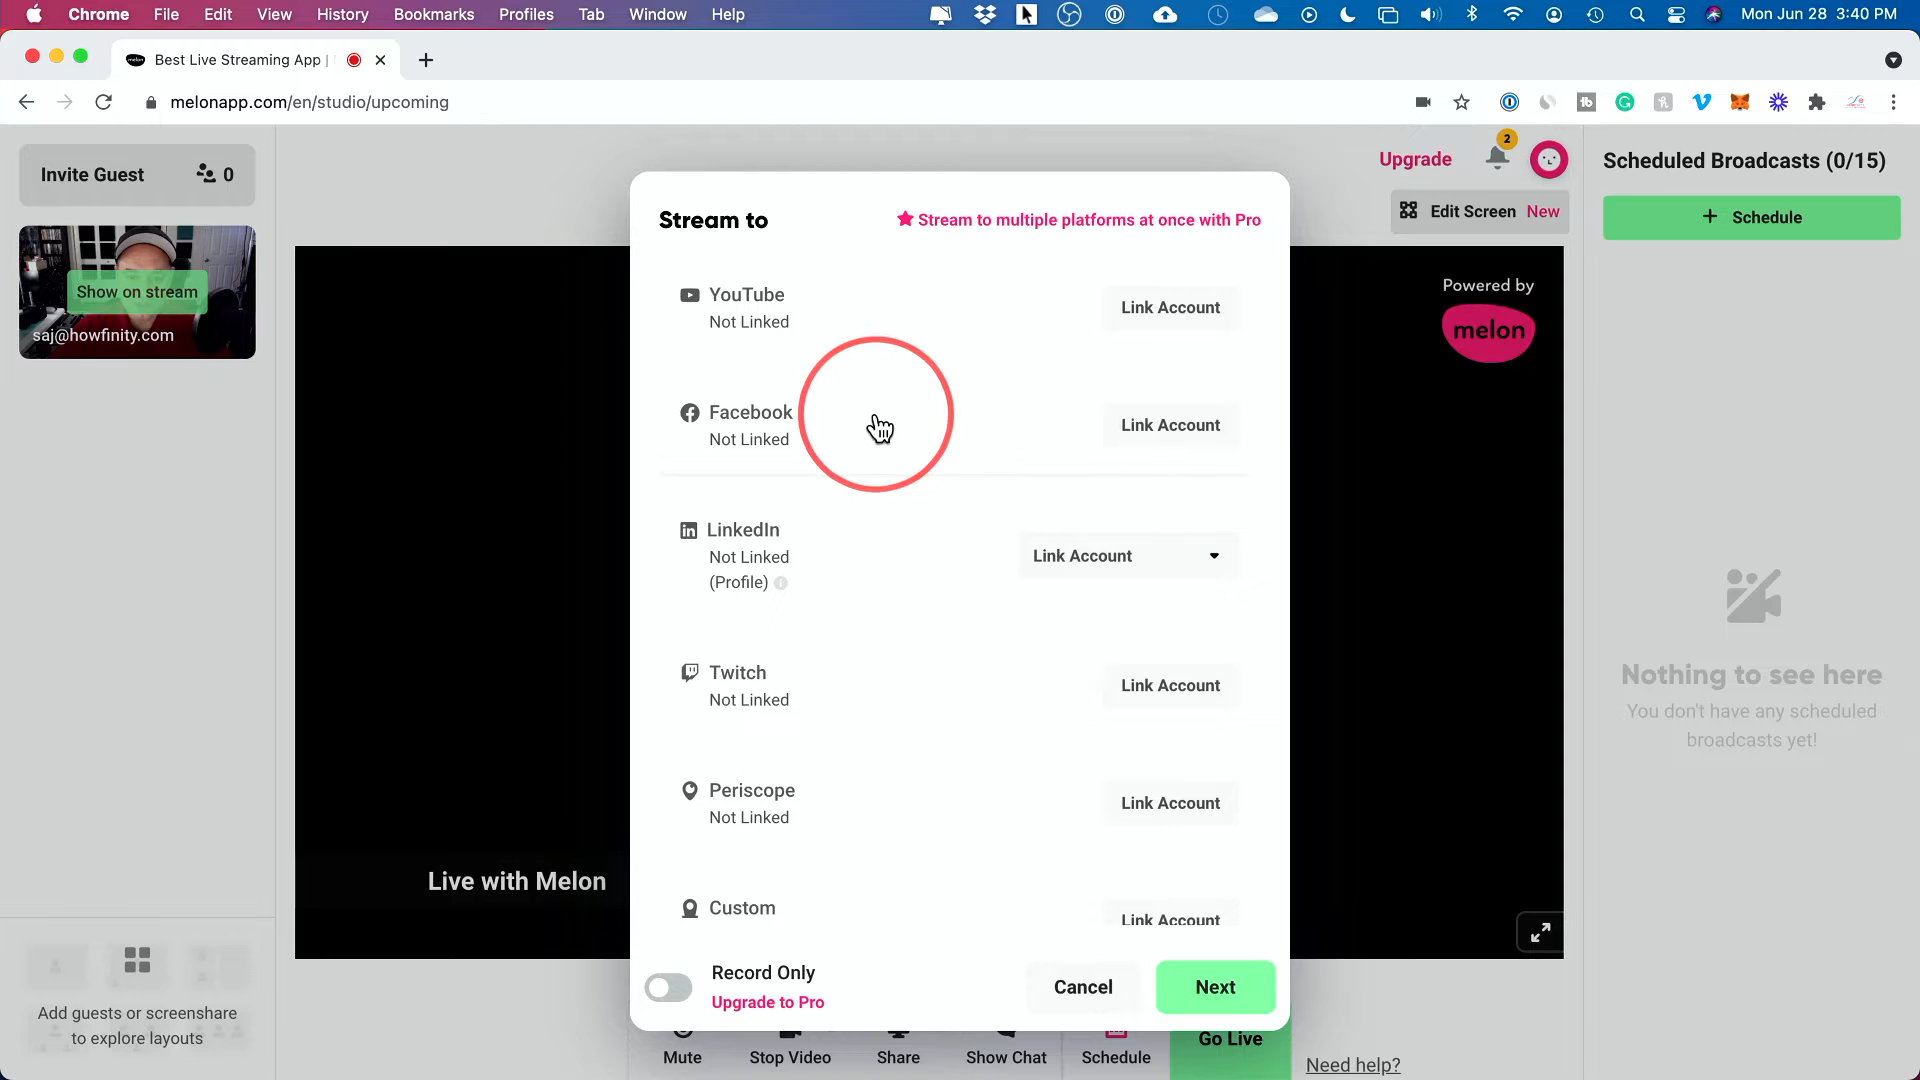 Chrome File Edit View History Bookmarks Profiles Tab Window Help Mon Jun 28 3:40 PM
Best Live Streaming App |
melonapp.com/en/studio/upcoming
Invite Guest 0
Show on stream
saj@howfinity.com
Upgrade 2
Edit Screen New
Scheduled Broadcasts (0/15)
+ Schedule
Powered by
melon
Stream to
Stream to multiple platforms at once with Pro
YouTube
Not Linked
Link Account
Facebook
Not Linked
Link Account
LinkedIn
Not Linked
(Profile)
Link Account
Twitch
Not Linked
Link Account
Periscope
Not Linked
Link Account
Custom
Link Account
Record Only
Upgrade to Pro
Cancel
Next
Live with Melon
Nothing to see here
You don't have any scheduled
broadcasts yet!
Add guests or screenshare
to explore layouts
Mute Stop Video Share Show Chat Schedule Go Live Need help?